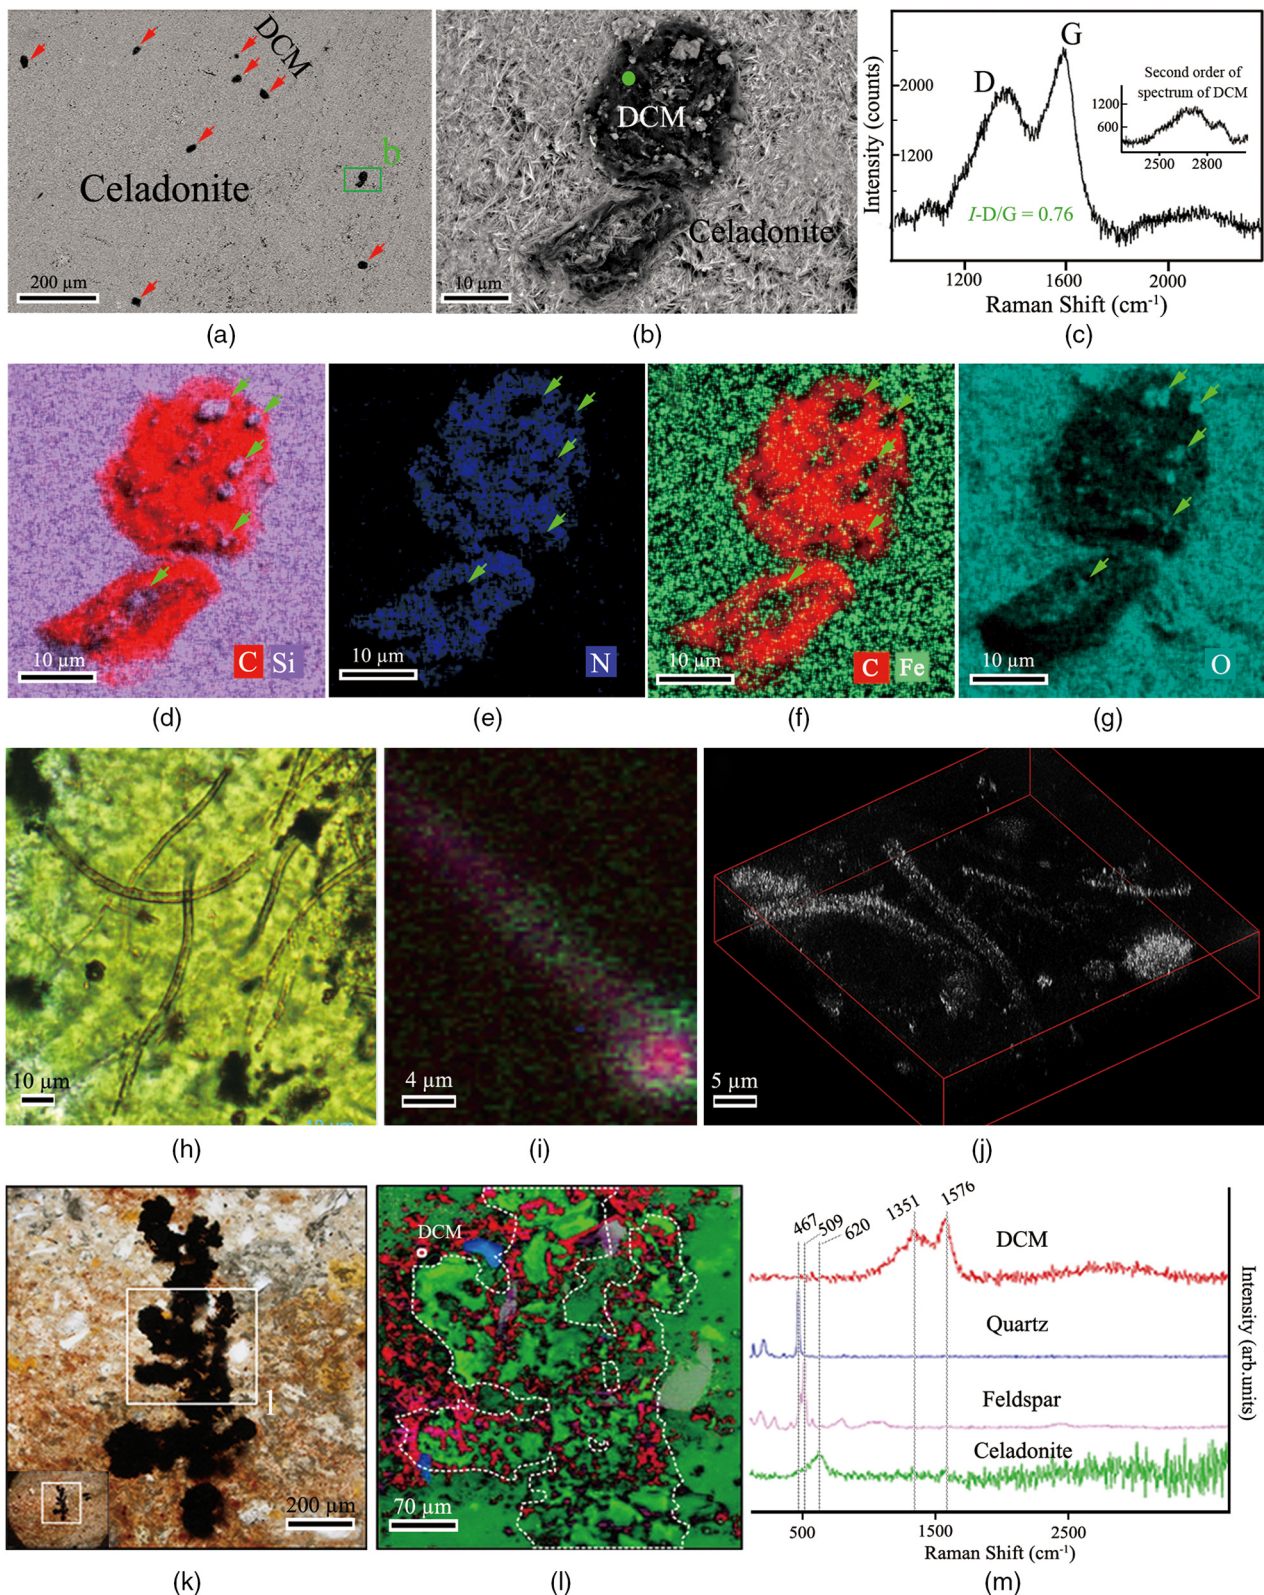 DCM
Celadonite
b
200 µm
(a)
DCM
Celadonite
10 µm
(b)
Intensity (counts)
2000
1200
D
G
Second order of
spectrum of DCM
1200
600
2500 2800
I-D/G = 0.76
1200 1600 2000
Raman Shift (cm-1)
(c)
10 µm
C Si
(d)
10 µm
N
(e)
10 µm
C Fe
(f)
10 µm
O
(g)
10 µm
(h)
4 µm
(i)
5 µm
(j)
l
200 µm
(k)
DCM
70 µm
(l)
467 509 620 1351 1576
DCM
Quartz
Feldspar
Celadonite
Intensity (arb.units)
500 1500 2500
Raman Shift (cm-1)
(m)